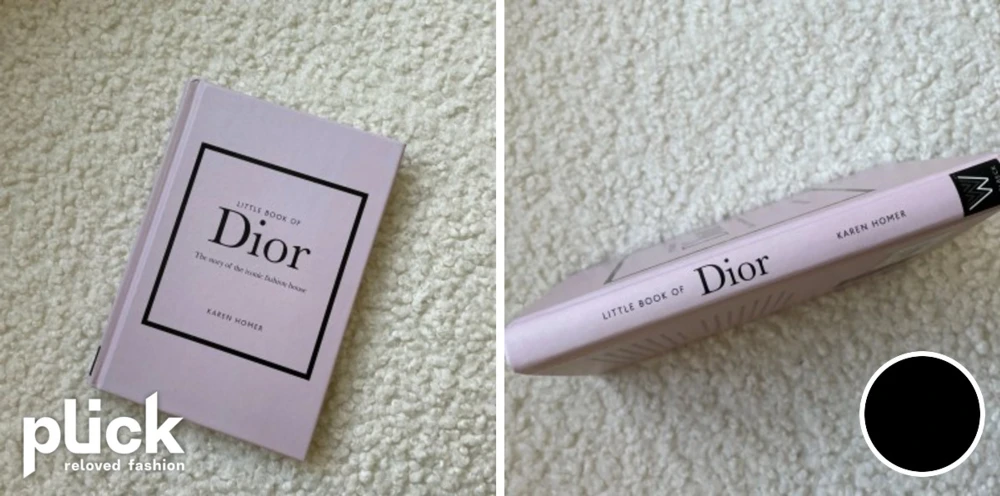 LITTLE BOOK OF
Dior
The story of the iconic fashion house
KAREN HOMER
plick
reloved fashion
LITTLE BOOK OF Dior KAREN HOMER